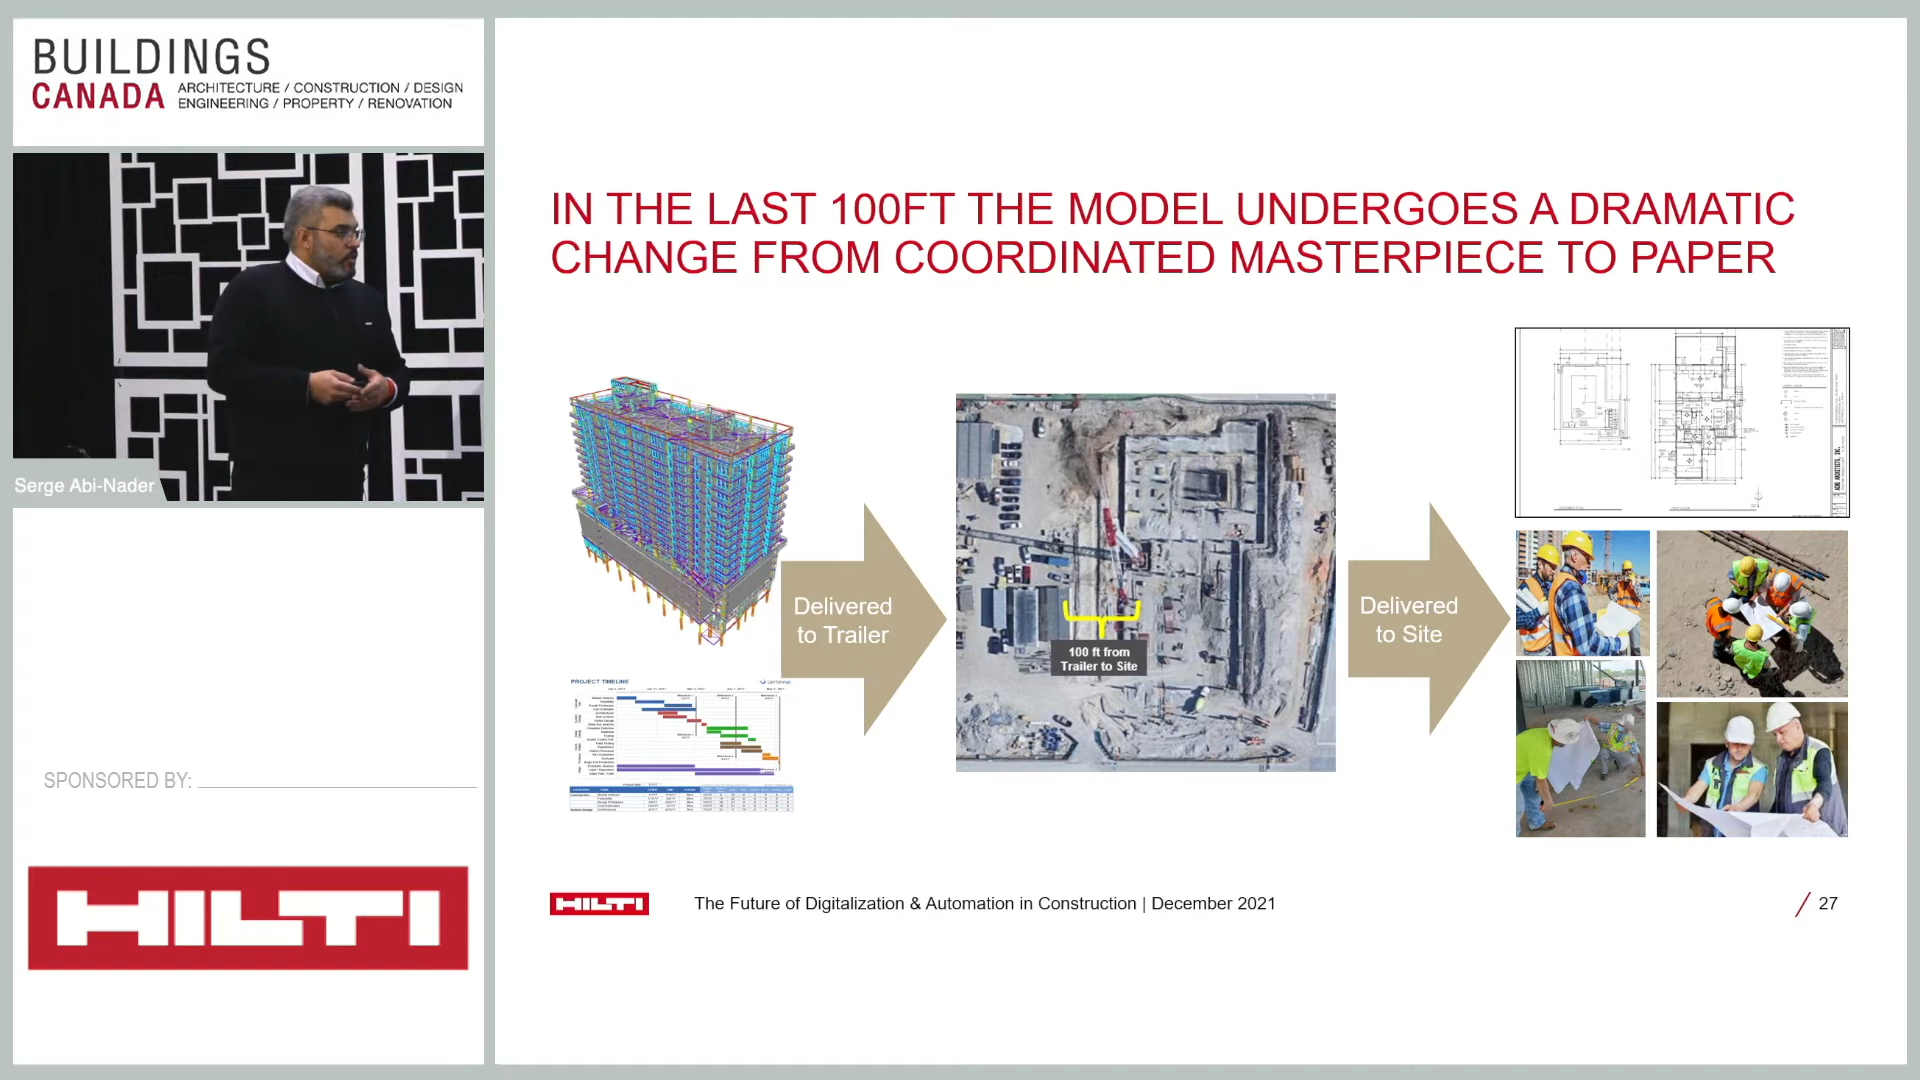 BUILDINGS
CANADA
ARCHITECTURE / CONSTRUCTION / DESIGN
ENGINEERING / PROPERTY / RENOVATION
Serge Abi-Nader
SPONSORED BY:
HILTI
IN THE LAST 100FT THE MODEL UNDERGOES A DRAMATIC
CHANGE FROM COORDINATED MASTERPIECE TO PAPER
PROJECT TIMELINE
Delivered
to Trailer
100 ft from
Trailer to Site
Delivered
to Site
HILTI
The Future of Digitalization & Automation in Construction | December 2021
27